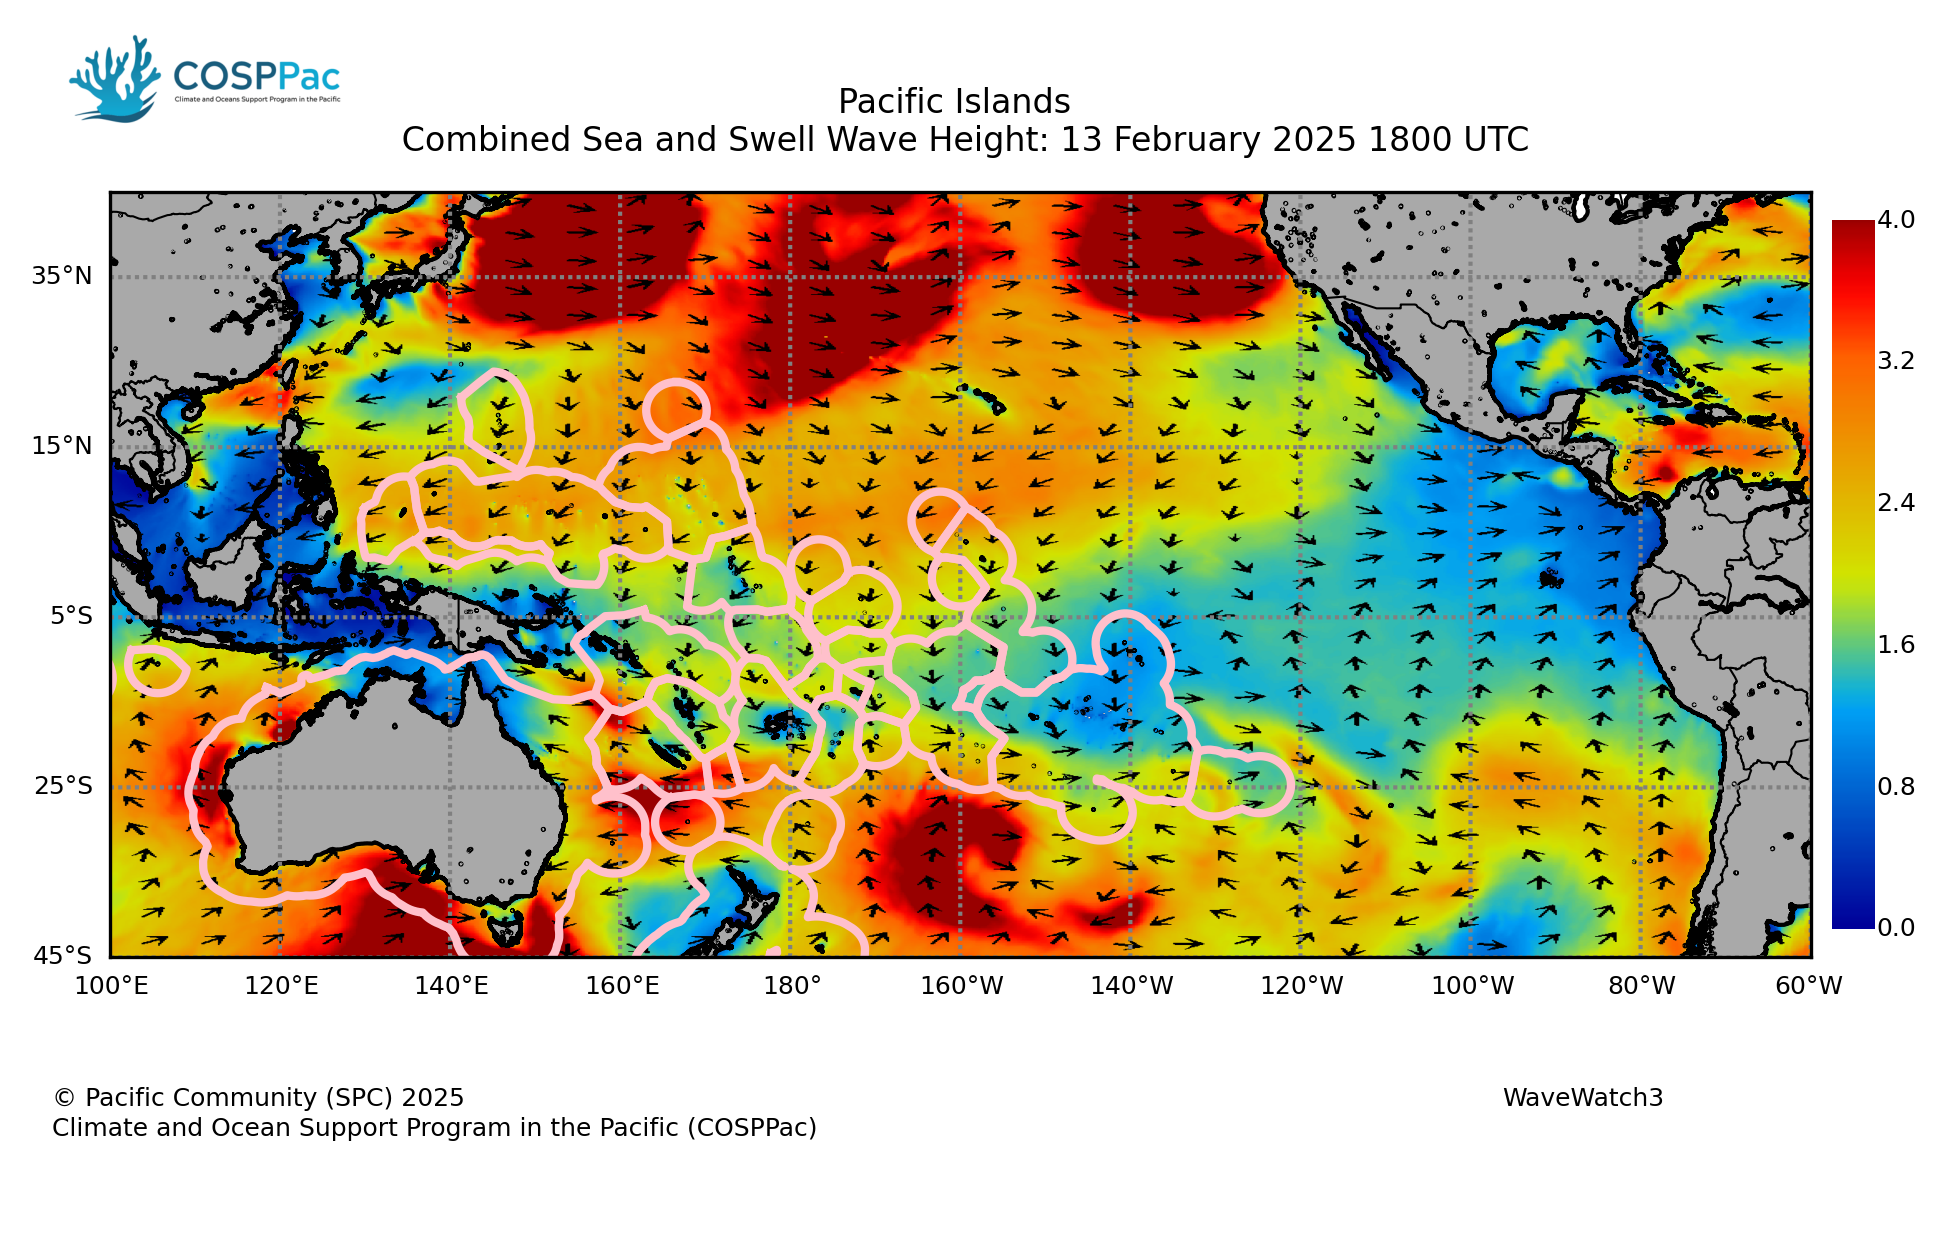 COSPPac
Climate and Oceans Support Program in the Pacific
Pacific Islands
Combined Sea and Swell Wave Height: 13 February 2025 1800 UTC
35°N
15°N
5°S
25°S
45°S
100°E 120°E 140°E 160°E 180° 160°W 140°W 120°W 100°W 80°W 60°W
4.0
3.2
2.4
1.6
0.8
0.0
© Pacific Community (SPC) 2025
Climate and Ocean Support Program in the Pacific (COSPPac)
WaveWatch3